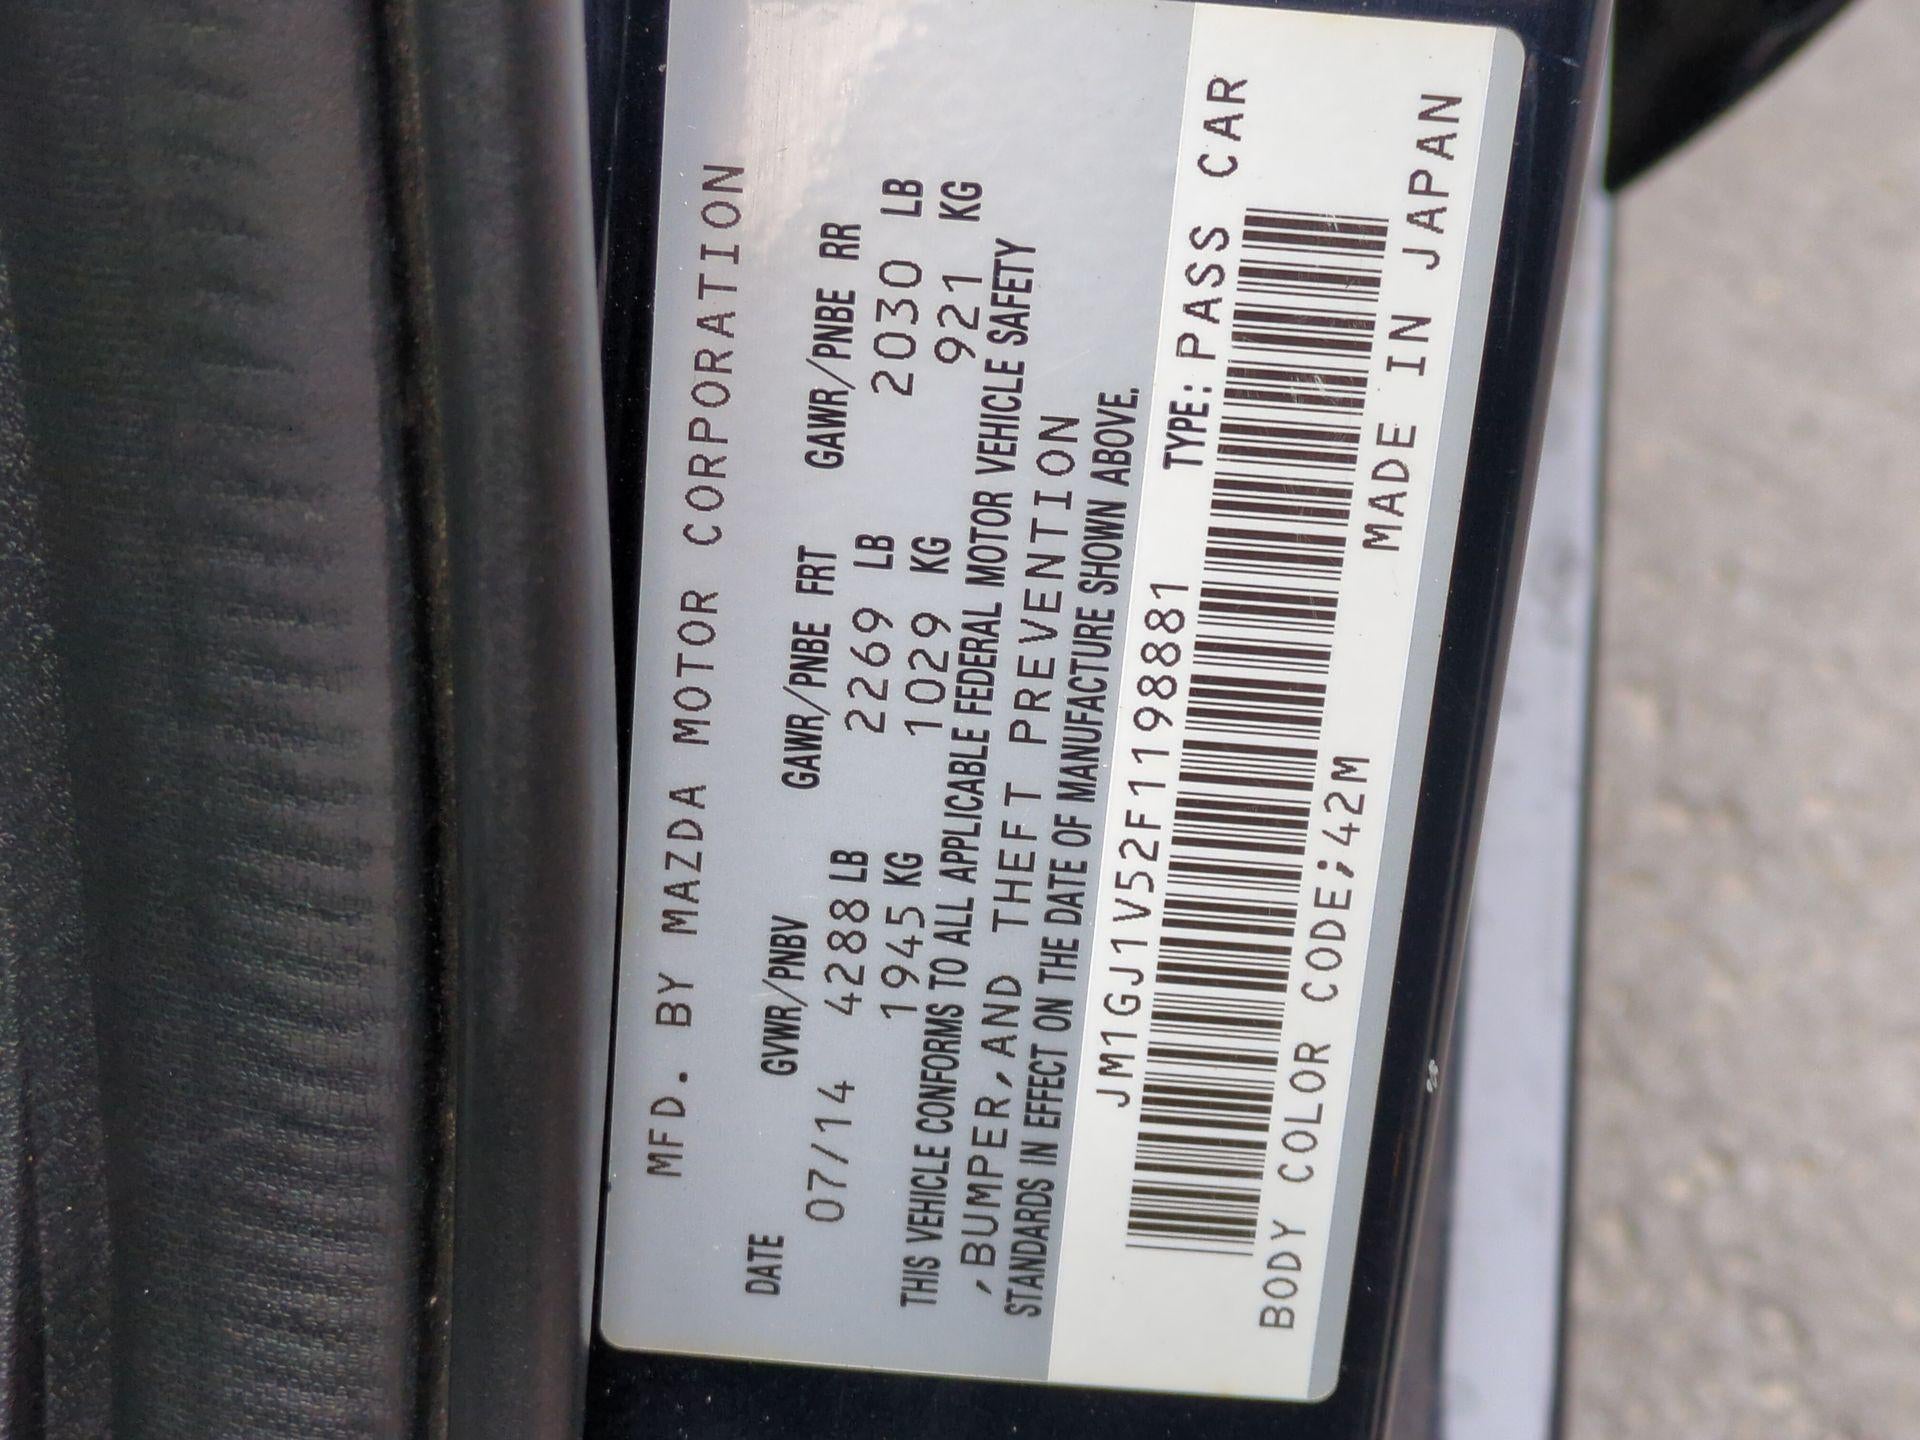 MFD. BY MAZDA MOTOR CORPORATION
DATE GVWR/PNBV GAWR/PNBE FRT GAWR/PNBE RR
07/14 4288 LB 2269 LB 2030 LB
1945 KG 1029 KG 921 KG
THIS VEHICLE CONFORMS TO ALL APPLICABLE FEDERAL MOTOR VEHICLE SAFETY
,BUMPER,AND THEFT PREVENTION
STANDARDS IN EFFECT ON THE DATE OF MANUFACTURE SHOWN ABOVE.
JM1GJ1V52F1198881 TYPE: PASS CAR
BODY COLOR CODE;42M MADE IN JAPAN